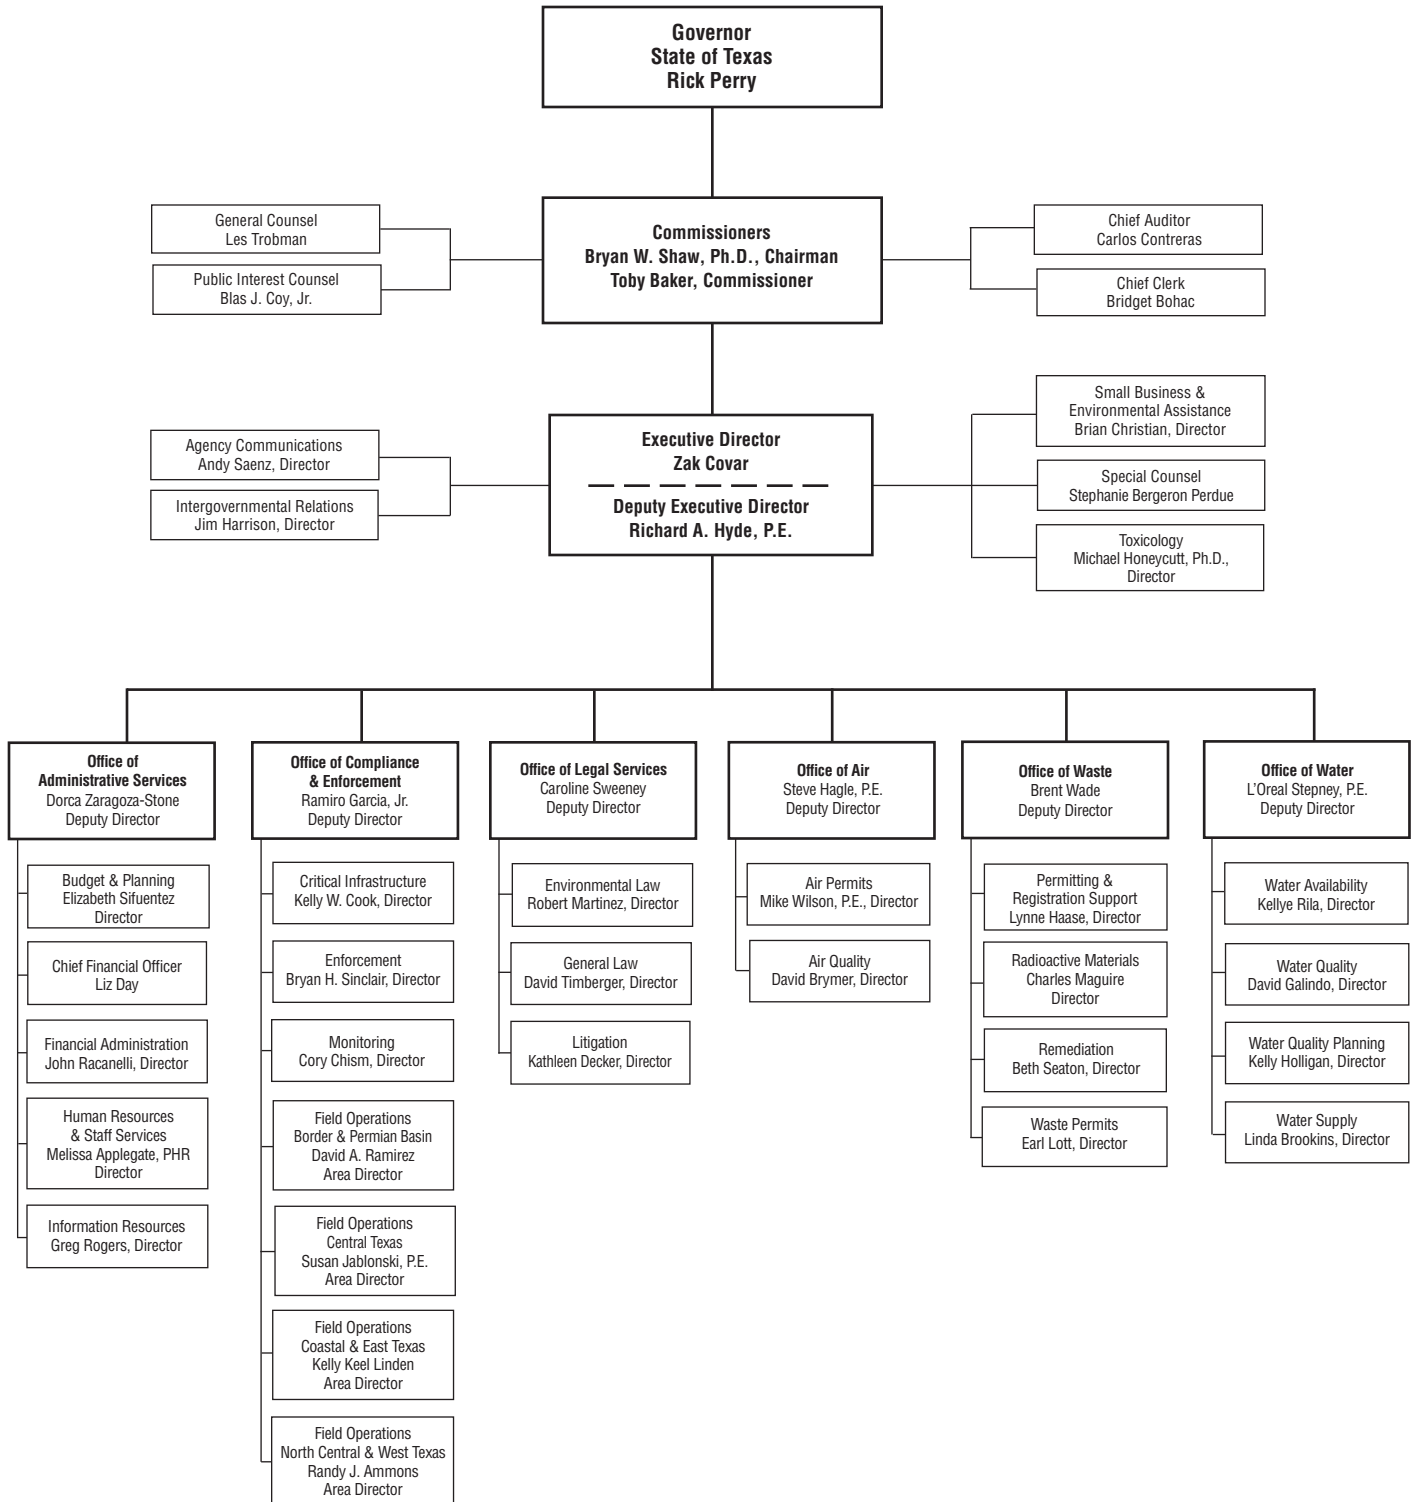 Governor
State of Texas
Rick Perry
General Counsel
Les Trobman
Public Interest Counsel
Blas J. Coy, Jr.
Commissioners
Bryan W. Shaw, Ph.D., Chairman
Toby Baker, Commissioner
Chief Auditor
Carlos Contreras
Chief Clerk
Bridget Bohac
Agency Communications
Andy Saenz, Director
Intergovernmental Relations
Jim Harrison, Director
Executive Director
Zak Covar
Deputy Executive Director
Richard A. Hyde, P.E.
Small Business &
Environmental Assistance
Brian Christian, Director
Special Counsel
Stephanie Bergeron Perdue
Toxicology
Michael Honeycutt, Ph.D.,
Director
Office of
Administrative Services
Dorca Zaragoza-Stone
Deputy Director
Budget & Planning
Elizabeth Sifuentez
Director
Chief Financial Officer
Liz Day
Financial Administration
John Racanelli, Director
Human Resources
& Staff Services
Melissa Applegate, PHR
Director
Information Resources
Greg Rogers, Director
Office of Compliance
& Enforcement
Ramiro Garcia, Jr.
Deputy Director
Critical Infrastructure
Kelly W. Cook, Director
Enforcement
Bryan H. Sinclair, Director
Monitoring
Cory Chism, Director
Field Operations
Border & Permian Basin
David A. Ramirez
Area Director
Field Operations
Central Texas
Susan Jablonski, P.E.
Area Director
Field Operations
Coastal & East Texas
Kelly Keel Linden
Area Director
Field Operations
North Central & West Texas
Randy J. Ammons
Area Director
Office of Legal Services
Caroline Sweeney
Deputy Director
Environmental Law
Robert Martinez, Director
General Law
David Timberger, Director
Litigation
Kathleen Decker, Director
Office of Air
Steve Hagle, P.E.
Deputy Director
Air Permits
Mike Wilson, P.E., Director
Air Quality
David Brymer, Director
Office of Waste
Brent Wade
Deputy Director
Permitting &
Registration Support
Lynne Haase, Director
Radioactive Materials
Charles Maguire
Director
Remediation
Beth Seaton, Director
Waste Permits
Earl Lott, Director
Office of Water
L’Oreal Stepney, P.E.
Deputy Director
Water Availability
Kellye Rila, Director
Water Quality
David Galindo, Director
Water Quality Planning
Kelly Holligan, Director
Water Supply
Linda Brookins, Director